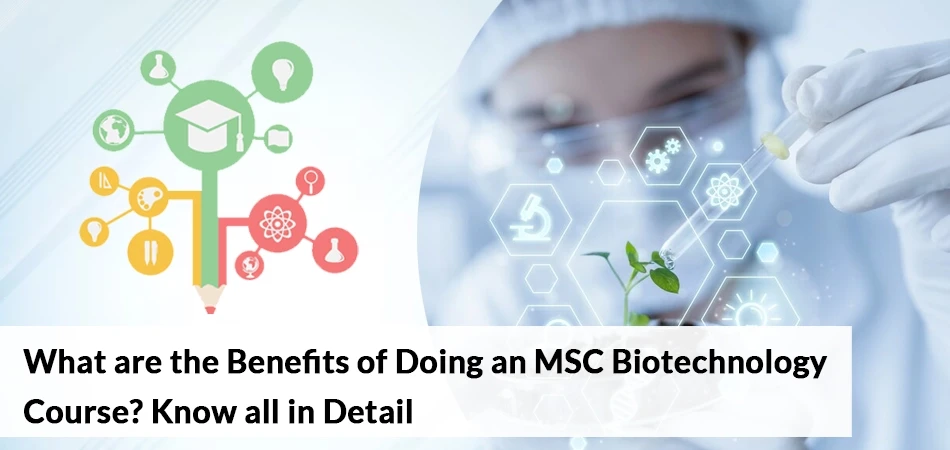 What are the Benefits of Doing an MSC Biotechnology
Course? Know all in Detail